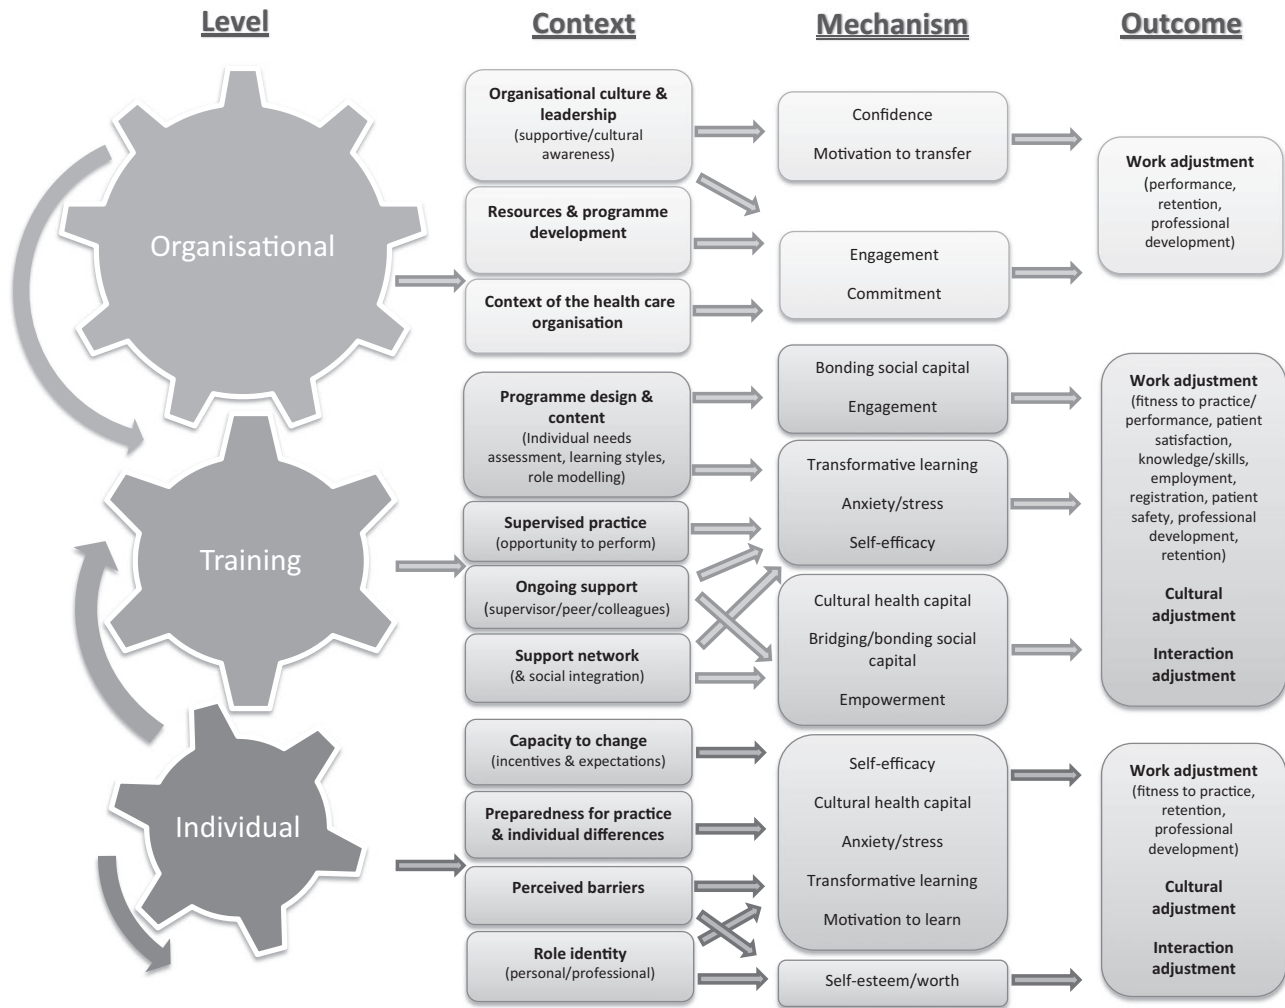 Level
Context
Mechanism
Outcome
Organisational
Organisational culture &
leadership
(supportive/cultural
awareness)
Resources & programme
development
Context of the health care
organisation
Confidence
Motivation to transfer
Engagement
Commitment
Work adjustment
(performance,
retention,
professional
development)
Training
Programme design &
content
(Individual needs
assessment, learning styles,
role modelling)
Supervised practice
(opportunity to perform)
Ongoing support
(supervisor/peer/colleagues)
Support network
(& social integration)
Bonding social capital
Engagement
Transformative learning
Anxiety/stress
Self-efficacy
Cultural health capital
Bridging/bonding social
capital
Empowerment
Work adjustment
(fitness to practice/
performance, patient
satisfaction,
knowledge/skills,
employment,
registration, patient
safety, professional
development,
retention)
Cultural
adjustment
Interaction
adjustment
Individual
Capacity to change
(incentives & expectations)
Preparedness for practice
& individual differences
Perceived barriers
Role identity
(personal/professional)
Self-efficacy
Cultural health capital
Anxiety/stress
Transformative learning
Motivation to learn
Self-esteem/worth
Work adjustment
(fitness to practice,
retention,
professional
development)
Cultural
adjustment
Interaction
adjustment